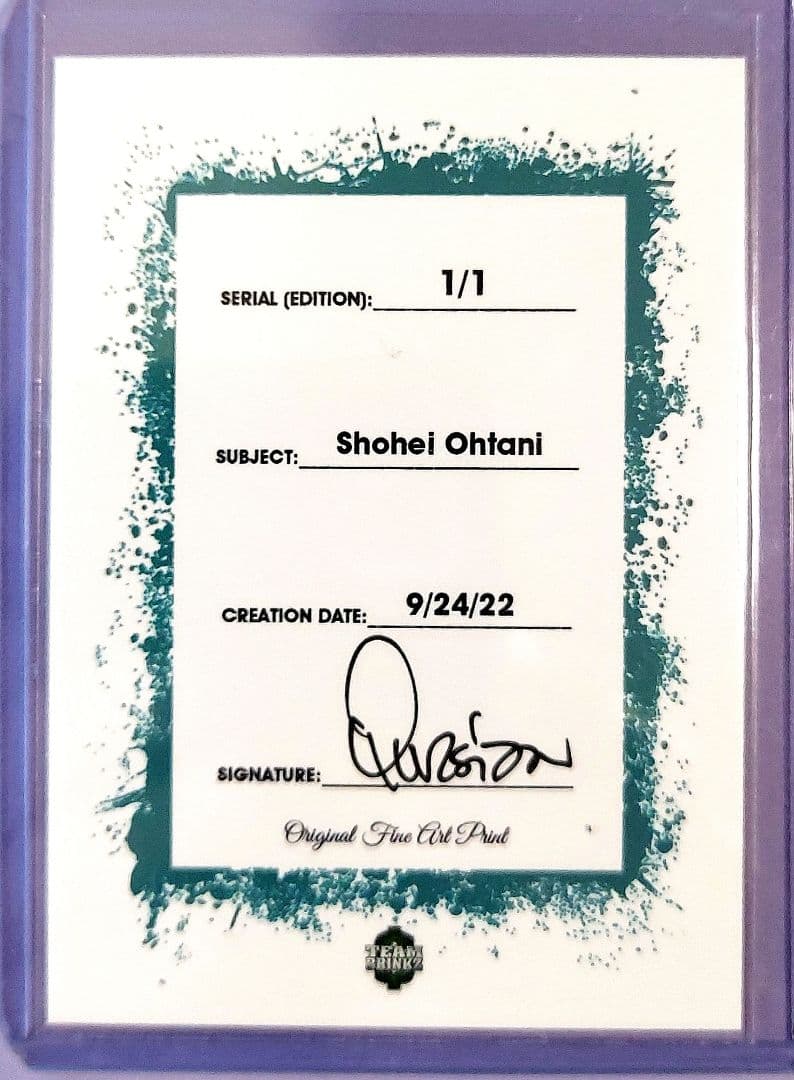 SERIAL (EDITION): 1/1
SUBJECT: Shohei Ohtani
CREATION DATE: 9/24/22
SIGNATURE:
Original Fine Art Print
TEAM
BRINKZ